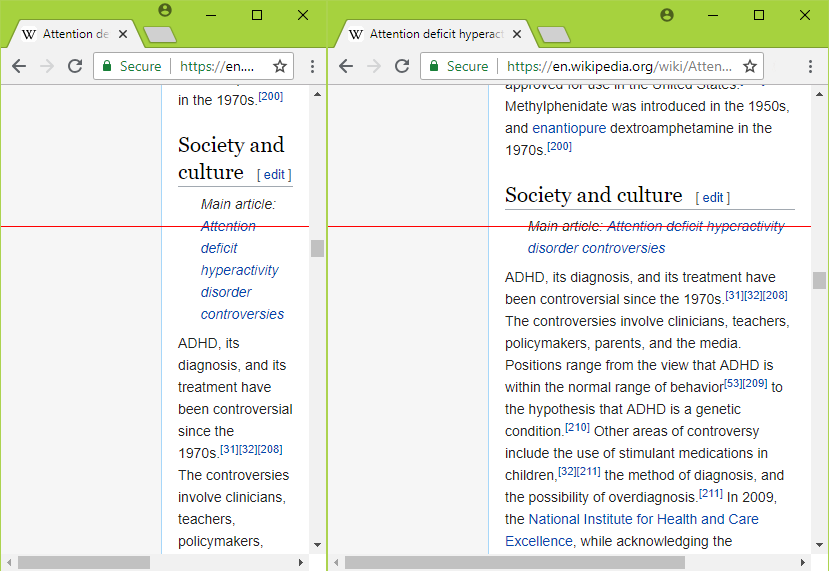 Attention de
Secure
https://en....
in the 1970s.[200]
Society and
culture [ edit ]
Main article:
Attention
deficit
hyperactivity
disorder
controversies
ADHD, its
diagnosis, and its
treatment have
been controversial
since the
1970s.[31][32][208]
The controversies
involve clinicians,
teachers,
policymakers,
Attention deficit hyperact
Secure
https://en.wikipedia.org/wiki/Atten...
approved for use in the United States.
Methylphenidate was introduced in the 1950s,
and enantiopure dextroamphetamine in the
1970s.[200]
Society and culture [ edit ]
Main article: Attention deficit hyperactivity
disorder controversies
ADHD, its diagnosis, and its treatment have
been controversial since the 1970s.[31][32][208]
The controversies involve clinicians, teachers,
policymakers, parents, and the media.
Positions range from the view that ADHD is
within the normal range of behavior[53][209] to
the hypothesis that ADHD is a genetic
condition.[210] Other areas of controversy
include the use of stimulant medications in
children,[32][211] the method of diagnosis, and
the possibility of overdiagnosis.[211] In 2009,
the National Institute for Health and Care
Excellence, while acknowledging the